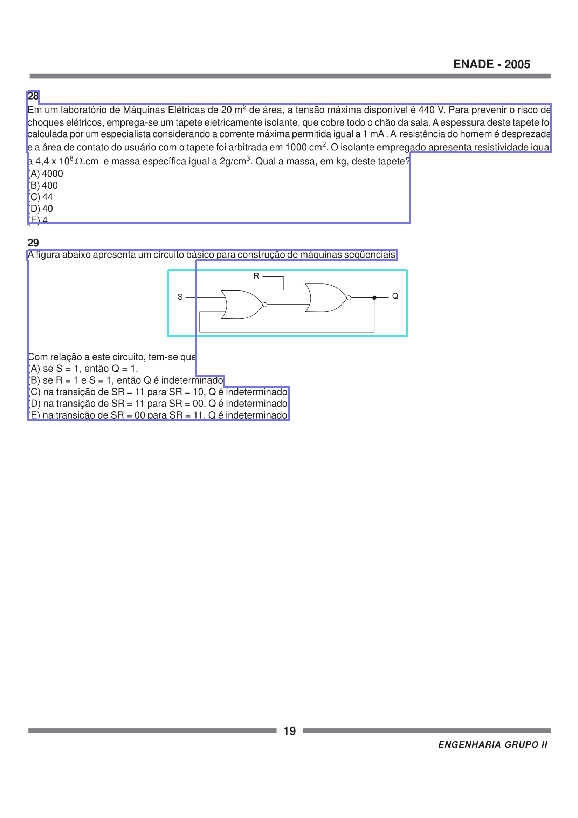 ENADE - 2005
28
Em um laboratório de Máquinas Elétricas de 20 m² de área, a tensão máxima disponível é 440 V. Para prevenir o risco de
choques elétricos, emprega-se um tapete eletricamente isolante, que cobre todo o chão da sala. A espessura deste tapete foi
calculada por um especialista considerando a corrente máxima permitida igual a 1 mA . A resistência do homem é desprezada
e a área de contato do usuário com o tapete foi arbitrada em 1000 cm². O isolante empregado apresenta resistividade igual
a 4,4 x 10⁸ Ω.cm e massa específica igual a 2g/cm³. Qual a massa, em kg, deste tapete?
(A) 4000
(B) 400
(C) 44
(D) 40
(E) 4
29
A figura abaixo apresenta um circuito básico para construção de máquinas seqüenciais.
R
S
Q
Com relação a este circuito, tem-se que
(A) se S = 1, então Q = 1.
(B) se R = 1 e S = 1, então Q é indeterminado.
(C) na transição de SR = 11 para SR = 10, Q é indeterminado.
(D) na transição de SR = 11 para SR = 00, Q é indeterminado.
(E) na transição de SR = 00 para SR = 11, Q é indeterminado.
19
ENGENHARIA GRUPO II